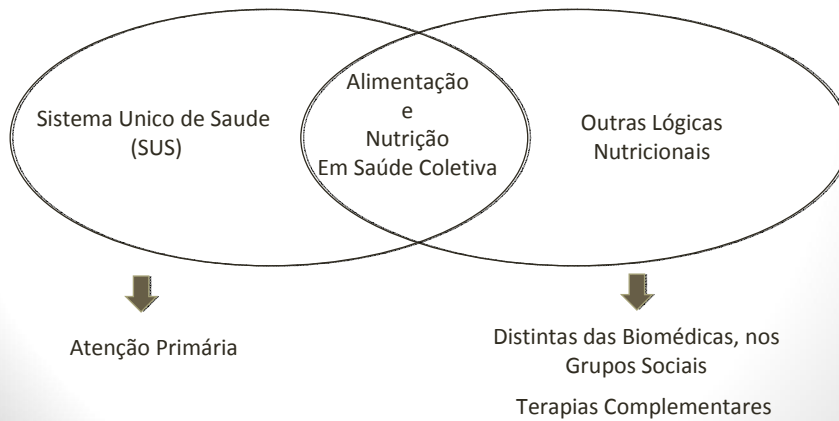 Sistema Unico de Saude
(SUS)
Alimentação
e
Nutrição
Em Saúde Coletiva
Outras Lógicas
Nutricionais
Atenção Primária
Distintas das Biomédicas, nos
Grupos Sociais
Terapias Complementares